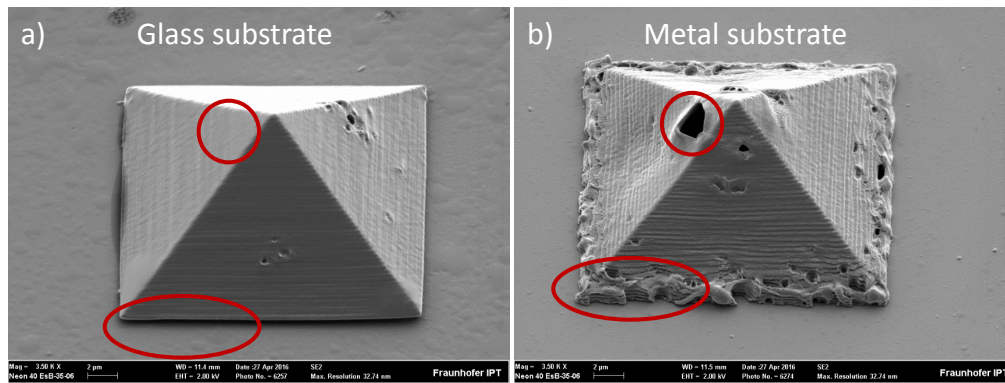 a) Glass substrate
b) Metal substrate
Mag = 3.50 K X
Neon 40 EsB-35-06
2 µm
WD = 11.4 mm
EHT = 2.00 kV
Date :27 Apr 2016
Photo No. = 6257
SE2
Max. Resolution 32.74 nm
Fraunhofer IPT
Mag = 3.50 K X
Neon 40 EsB-35-06
2 µm
WD = 11.5 mm
EHT = 2.00 kV
Date :27 Apr 2016
Photo No. = 6274
SE2
Max. Resolution 32.74 nm
Fraunhofer IPT